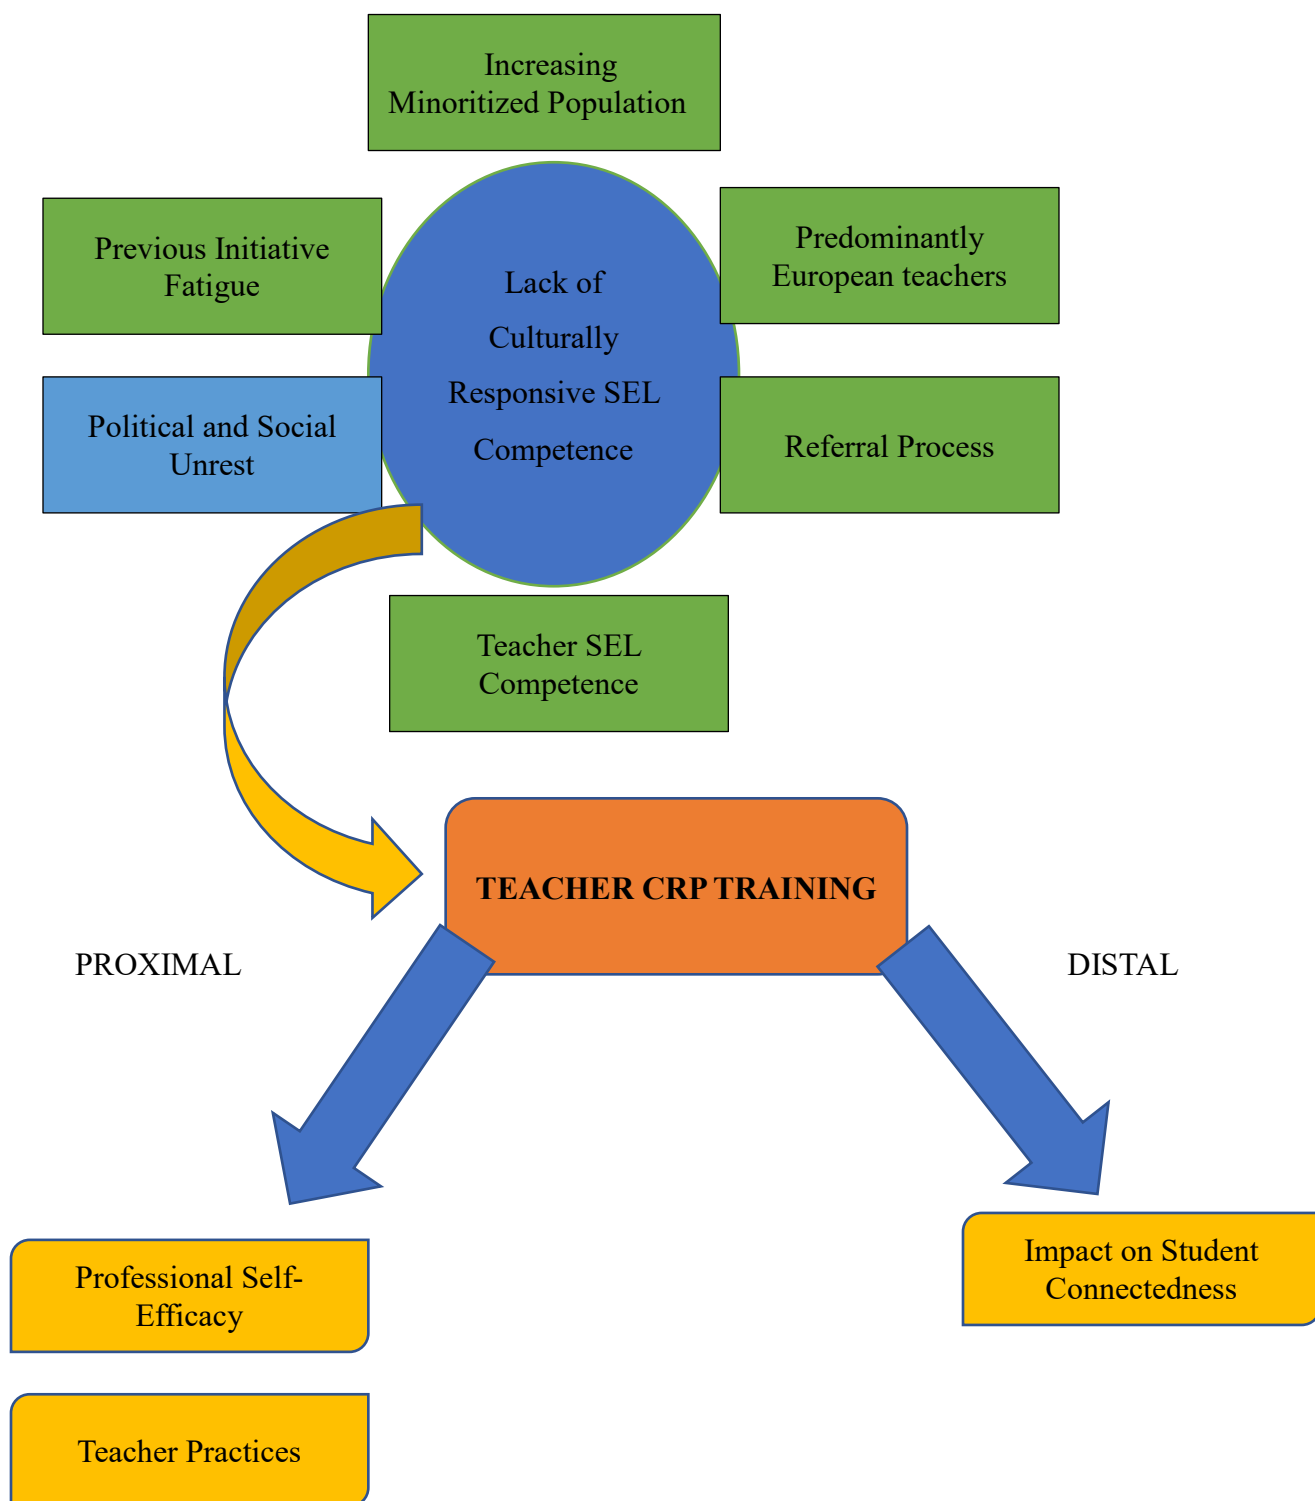 Increasing
Minoritized Population
Previous Initiative
Fatigue
Predominantly
European teachers
Lack of
Culturally
Responsive SEL
Competence
Political and Social
Unrest
Referral Process
Teacher SEL
Competence
TEACHER CRP TRAINING
PROXIMAL
DISTAL
Professional Self-
Efficacy
Impact on Student
Connectedness
Teacher Practices